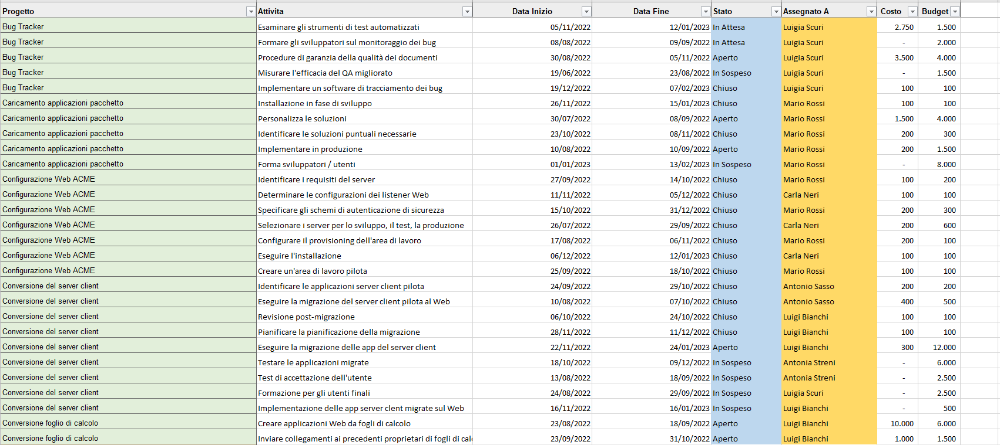 Progetto Attivita Data Inizio Data Fine Stato Assegnato A Costo Budget
Bug Tracker Esaminare gli strumenti di test automatizzati 05/11/2022 12/01/2023 In Attesa Luigia Scuri 2.750 1.500
Bug Tracker Formare gli sviluppatori sul monitoraggio dei bug 08/08/2022 09/09/2022 In Attesa Luigia Scuri - 2.000
Bug Tracker Procedure di garanzia della qualità dei documenti 30/08/2022 05/11/2022 Aperto Luigia Scuri 3.500 4.000
Bug Tracker Misurare l'efficacia del QA migliorato 19/06/2022 23/08/2022 In Sospeso Luigia Scuri - 1.500
Bug Tracker Implementare un software di tracciamento dei bug 19/12/2022 07/02/2023 Chiuso Luigia Scuri 100 100
Caricamento applicazioni pacchetto Installazione in fase di sviluppo 26/11/2022 15/01/2023 Chiuso Mario Rossi 100 100
Caricamento applicazioni pacchetto Personalizza le soluzioni 30/07/2022 08/09/2022 Aperto Mario Rossi 1.500 4.000
Caricamento applicazioni pacchetto Identificare le soluzioni puntuali necessarie 23/10/2022 08/11/2022 Chiuso Mario Rossi 200 300
Caricamento applicazioni pacchetto Implementare in produzione 10/08/2022 10/09/2022 Aperto Mario Rossi 200 1.500
Caricamento applicazioni pacchetto Forma sviluppatori / utenti 01/01/2023 13/02/2023 In Sospeso Mario Rossi - 8.000
Configurazione Web ACME Identificare i requisiti del server 27/09/2022 14/10/2022 Chiuso Mario Rossi 100 200
Configurazione Web ACME Determinare le configurazioni dei listener Web 11/11/2022 05/12/2022 Chiuso Carla Neri 100 100
Configurazione Web ACME Specificare gli schemi di autenticazione di sicurezza 15/10/2022 31/12/2022 Chiuso Mario Rossi 200 300
Configurazione Web ACME Selezionare i server per lo sviluppo, il test, la produzione 26/07/2022 29/09/2022 Chiuso Carla Neri 200 600
Configurazione Web ACME Configurare il provisioning dell'area di lavoro 17/08/2022 06/11/2022 Chiuso Mario Rossi 200 100
Configurazione Web ACME Eseguire l'installazione 06/12/2022 12/01/2023 Chiuso Carla Neri 100 100
Configurazione Web ACME Creare un'area di lavoro pilota 25/09/2022 18/10/2022 Chiuso Mario Rossi 100 100
Conversione del server client Identificare le applicazioni server client pilota 24/09/2022 29/10/2022 Chiuso Antonio Sasso 200 200
Conversione del server client Eseguire la migrazione del server client pilota al Web 10/08/2022 07/10/2022 Chiuso Antonio Sasso 400 500
Conversione del server client Revisione post-migrazione 06/10/2022 24/10/2022 Chiuso Luigi Bianchi 100 100
Conversione del server client Pianificare la pianificazione della migrazione 28/11/2022 11/12/2022 Chiuso Luigi Bianchi 100 100
Conversione del server client Eseguire la migrazione delle app del server client 22/11/2022 24/01/2023 Aperto Luigi Bianchi 300 12.000
Conversione del server client Testare le applicazioni migrate 18/10/2022 09/12/2022 In Sospeso Antonia Streni - 6.000
Conversione del server client Test di accettazione dell'utente 13/08/2022 18/09/2022 In Sospeso Antonia Streni - 2.500
Conversione del server client Formazione per gli utenti finali 24/08/2022 29/09/2022 In Sospeso Luigia Scuri - 2.500
Conversione del server client Implementazione delle app server clent migrate sul Web 16/11/2022 16/01/2023 In Sospeso Luigi Bianchi - 500
Conversione foglio di calcolo Creare applicazioni Web da fogli di calcolo 23/08/2022 18/09/2022 Aperto Luigi Bianchi 10.000 6.000
Conversione foglio di calcolo Inviare collegamenti ai precedenti proprietari di fogli di cal 23/09/2022 31/10/2022 Aperto Luigi Bianchi 1.000 1.500